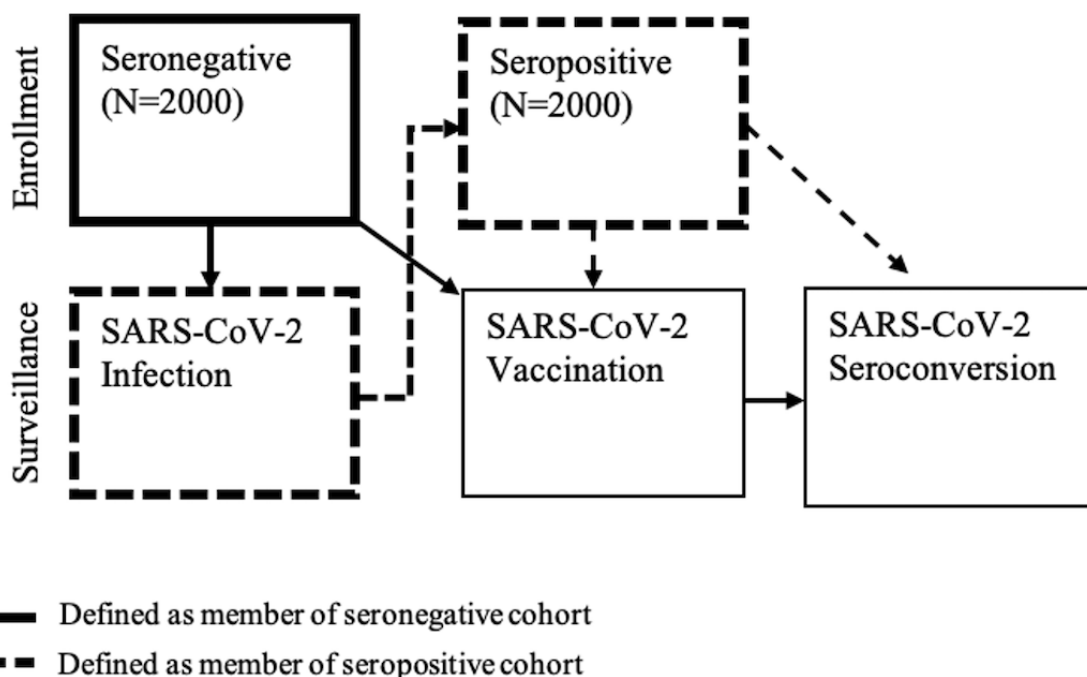 Enrollment
Seronegative
(N=2000)
Seropositive
(N=2000)
Surveillance
SARS-CoV-2
Infection
SARS-CoV-2
Vaccination
SARS-CoV-2
Seroconversion
Defined as member of seronegative cohort
Defined as member of seropositive cohort